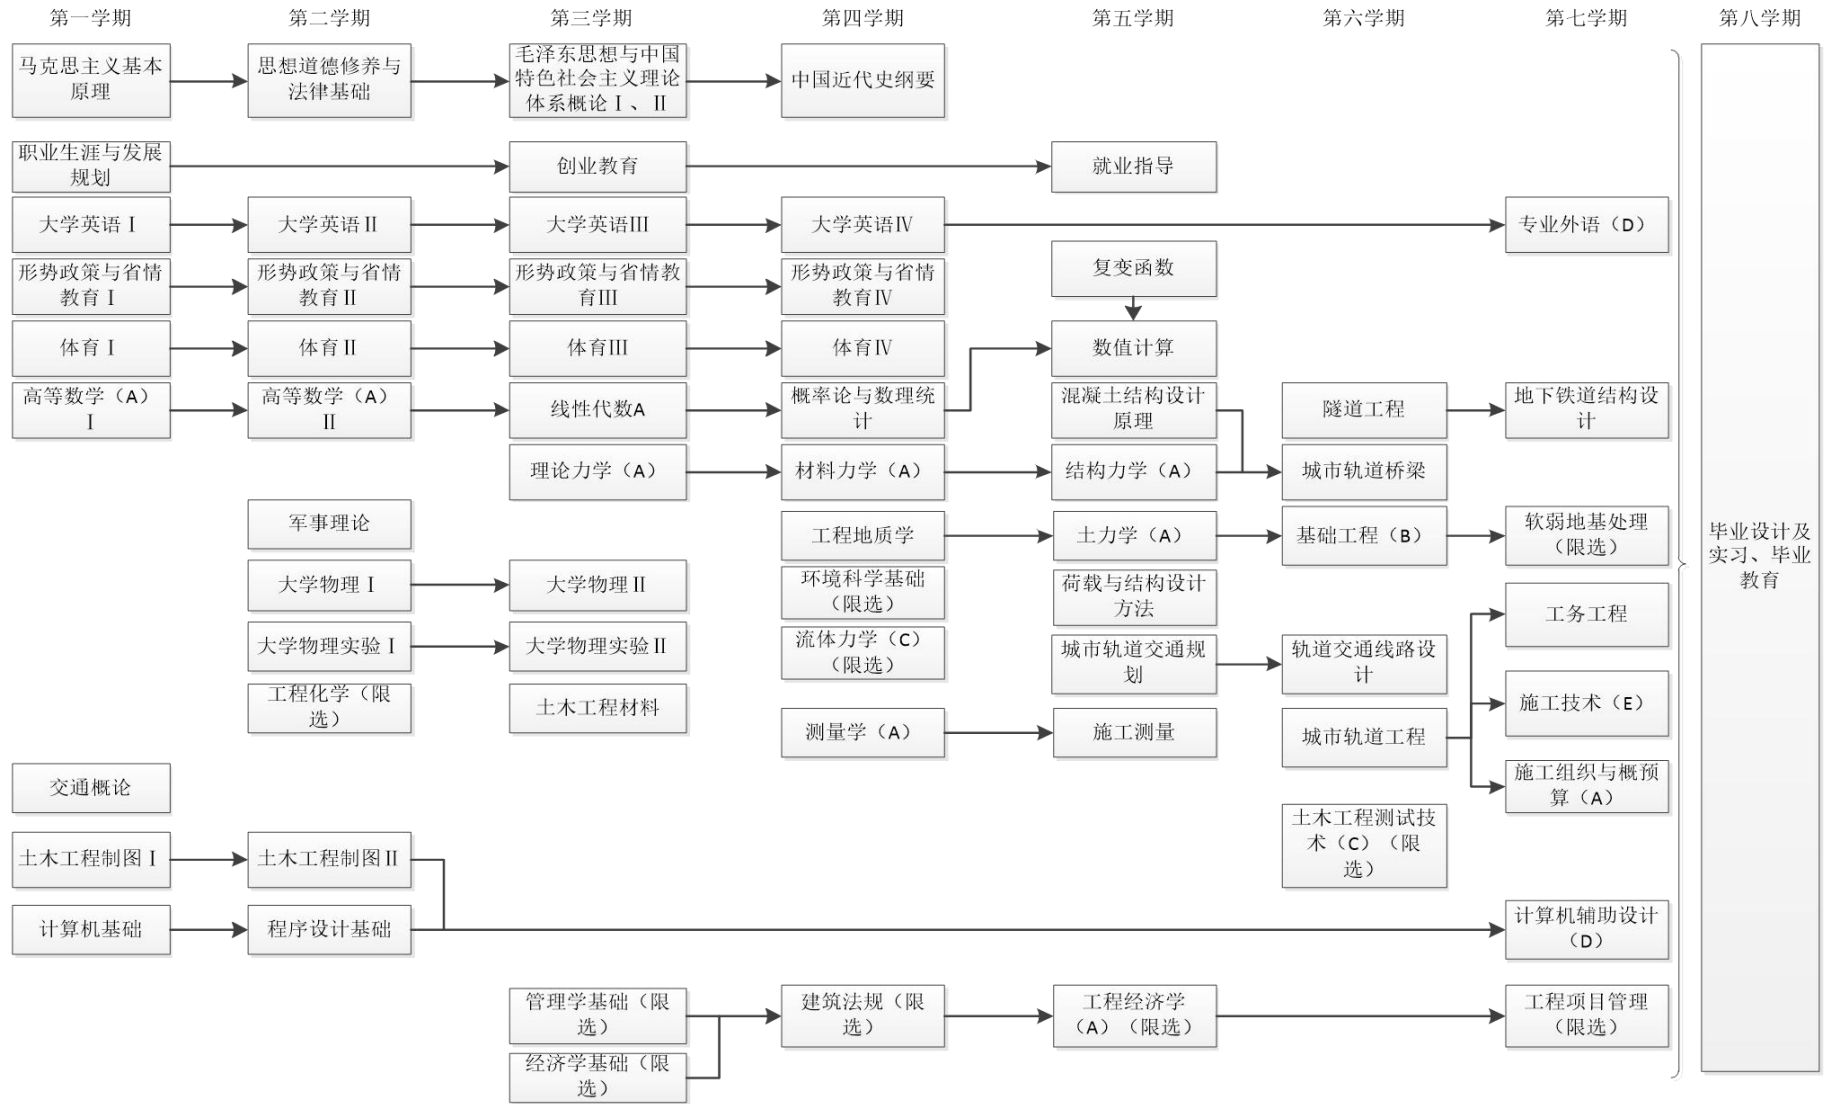 第一学期
第二学期
第三学期
第四学期
第五学期
第六学期
第七学期
第八学期
马克思主义基本
原理
思想道德修养与
法律基础
毛泽东思想与中国
特色社会主义理论
体系概论Ⅰ、Ⅱ
中国近代史纲要
职业生涯与发展
规划
创业教育
就业指导
大学英语Ⅰ
大学英语Ⅱ
大学英语Ⅲ
大学英语Ⅳ
专业外语（D）
形势政策与省情
教育Ⅰ
形势政策与省情
教育Ⅱ
形势政策与省情教
育Ⅲ
形势政策与省情
教育Ⅳ
复变函数
体育Ⅰ
体育Ⅱ
体育Ⅲ
体育Ⅳ
数值计算
高等数学（A）
Ⅰ
高等数学（A）
Ⅱ
线性代数A
概率论与数理统
计
混凝土结构设计
原理
隧道工程
地下铁道结构设
计
理论力学（A）
材料力学（A）
结构力学（A）
城市轨道桥梁
军事理论
工程地质学
土力学（A）
基础工程（B）
软弱地基处理
（限选）
大学物理Ⅰ
大学物理Ⅱ
环境科学基础
（限选）
荷载与结构设计
方法
工务工程
大学物理实验Ⅰ
大学物理实验Ⅱ
流体力学（C）
（限选）
城市轨道交通规
划
轨道交通线路设
计
工程化学（限
选）
土木工程材料
测量学（A）
施工测量
城市轨道工程
施工技术（E）
交通概论
施工组织与概预
算（A）
土木工程测试技
术（C）（限
选）
土木工程制图Ⅰ
土木工程制图Ⅱ
计算机基础
程序设计基础
计算机辅助设计
（D）
管理学基础（限
选）
建筑法规（限
选）
工程经济学
（A）（限选）
工程项目管理
（限选）
经济学基础（限
选）
毕业设计及
实习、毕业
教育